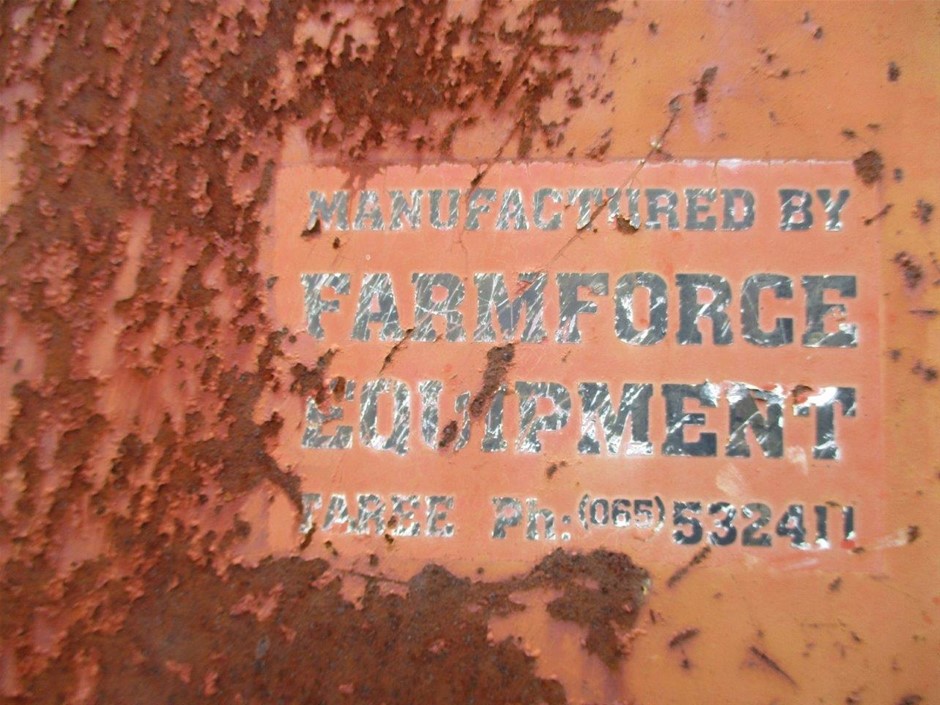 MANUFACTURED BY
FARMFORCE
EQUIPMENT
TAREE Ph: (065) 532411